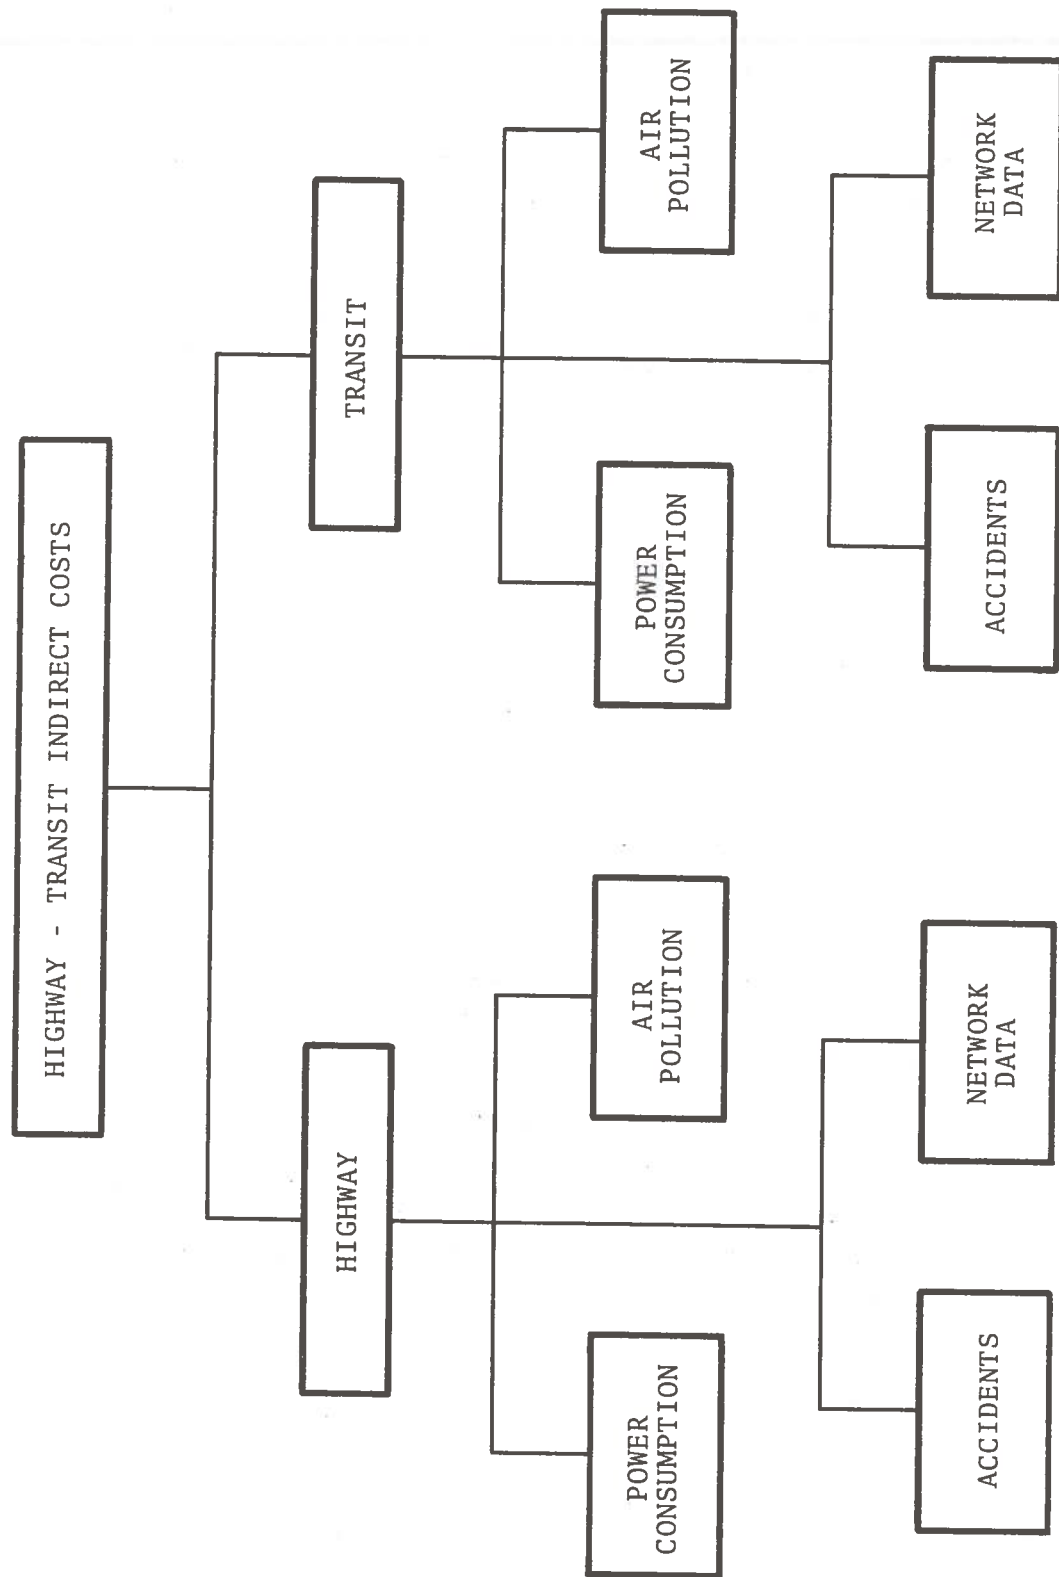 HIGHWAY - TRANSIT INDIRECT COSTS
HIGHWAY
TRANSIT
POWER
CONSUMPTION
AIR
POLLUTION
POWER
CONSUMPTION
AIR
POLLUTION
ACCIDENTS
NETWORK
DATA
ACCIDENTS
NETWORK
DATA